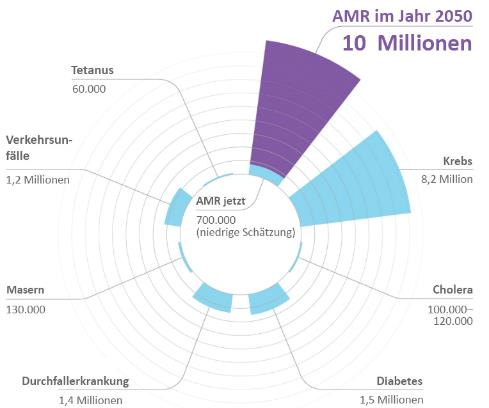 AMR im Jahr 2050
10 Millionen
Tetanus
60.000
Verkehrsun-
fälle
1,2 Millionen
AMR jetzt
700.000
(niedrige Schätzung)
Krebs
8,2 Million
Masern
130.000
Cholera
100.000–
120.000
Durchfallerkrankung
1,4 Millionen
Diabetes
1,5 Millionen